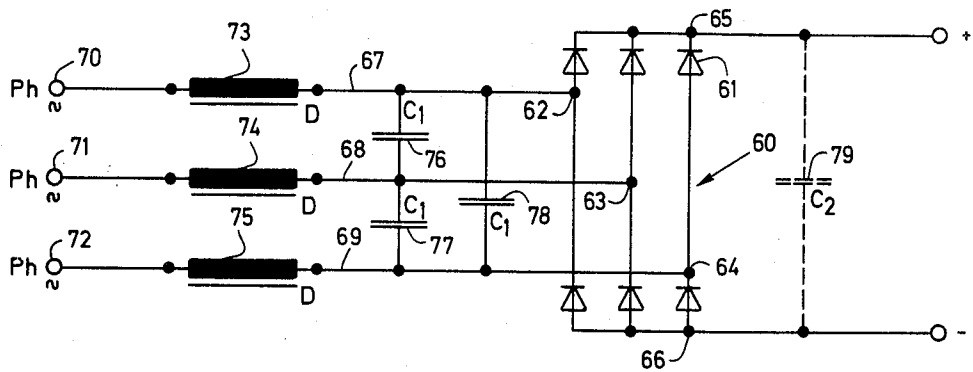 70 73 67 65 +
Ph D C₁ 62 61
71 74 68 76 60 79
Ph D C₁ 78 63 C₂
72 75 69 77 C₁ 64
Ph D
66 -